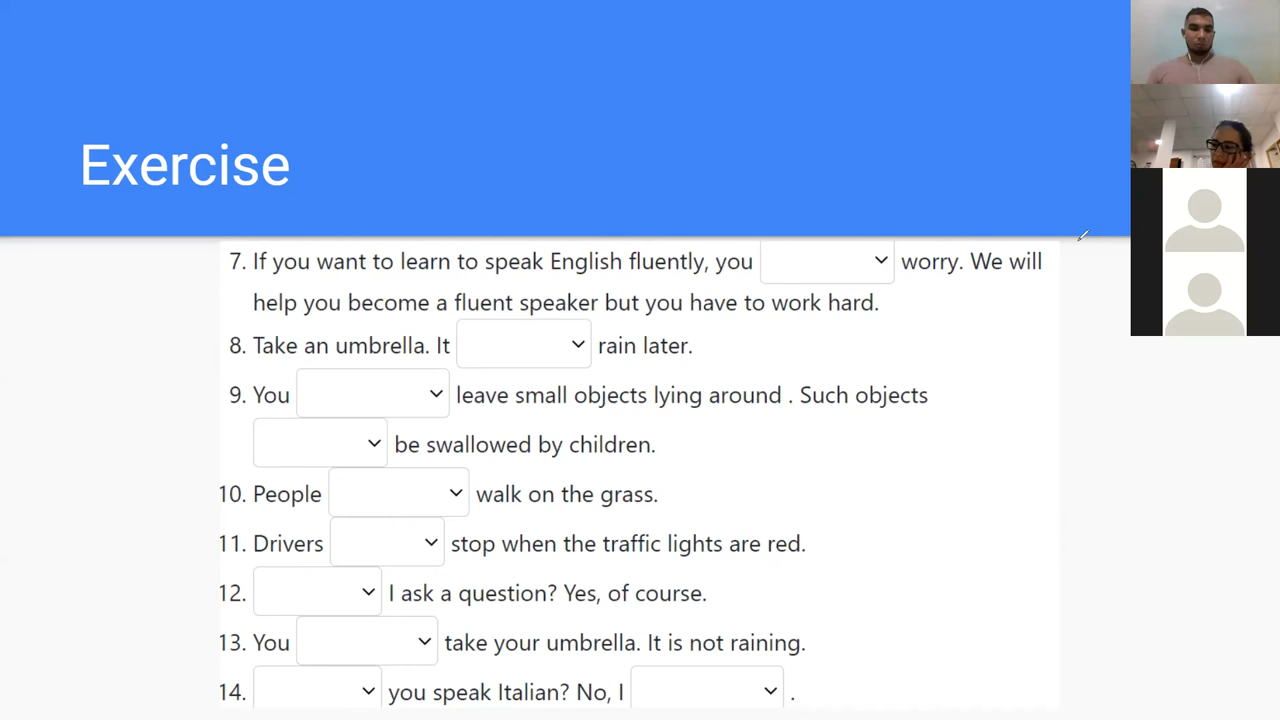 Exercise
7. If you want to learn to speak English fluently, you worry. We will
help you become a fluent speaker but you have to work hard.
8. Take an umbrella. It rain later.
9. You leave small objects lying around . Such objects
be swallowed by children.
10. People walk on the grass.
11. Drivers stop when the traffic lights are red.
12. I ask a question? Yes, of course.
13. You take your umbrella. It is not raining.
14. you speak Italian? No, I .